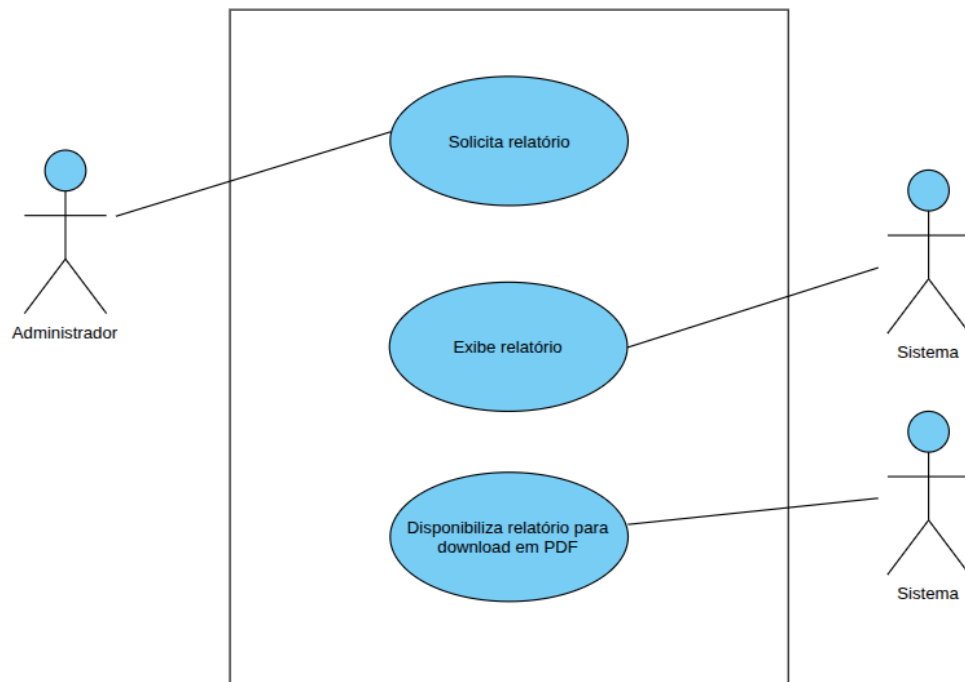 Solicita relatório
Administrador
Exibe relatório
Sistema
Disponibiliza relatório para
download em PDF
Sistema